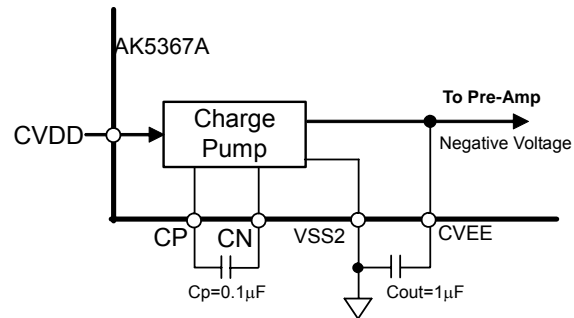 AK5367A
CVDD
Charge
Pump
To Pre-Amp
Negative Voltage
CP
CN
VSS2
CVEE
Cp=0.1μF
Cout=1μF